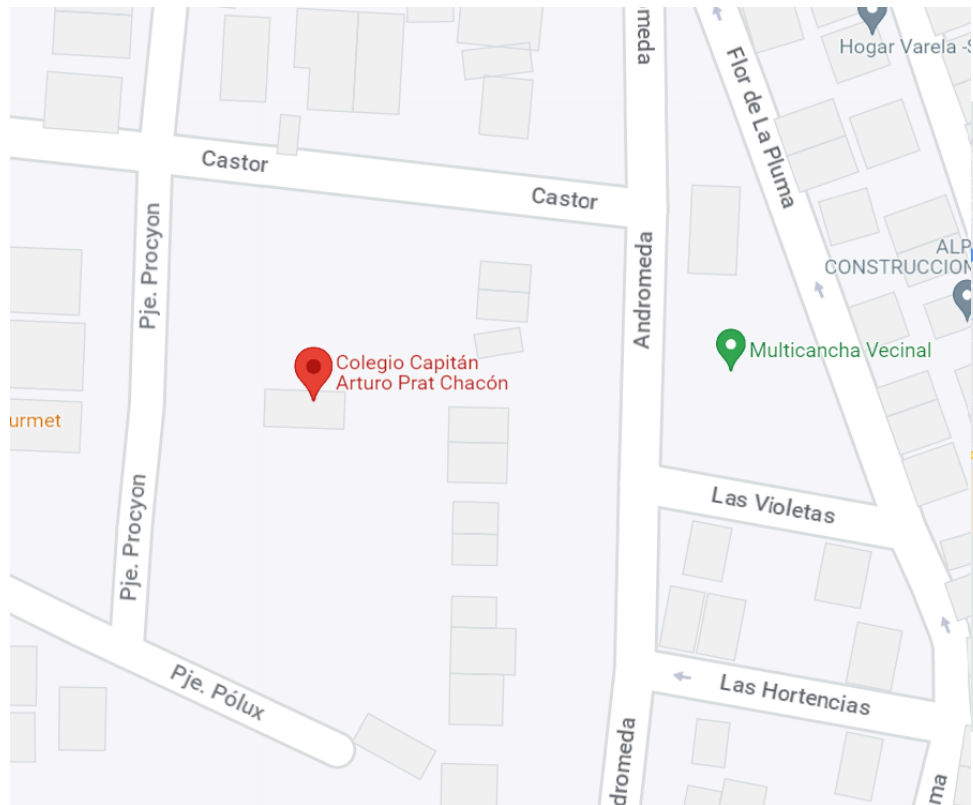 meda
Hogar Varela -S
Flor de La Pluma
Castor
Castor
Pje. Procyon
Andromeda
ALP
CONSTRUCCION
Multicancha Vecinal
Colegio Capitán
Arturo Prat Chacón
urmet
Pje. Procyon
Las Violetas
Pje. Pólux
Las Hortencias
dromeda
ma